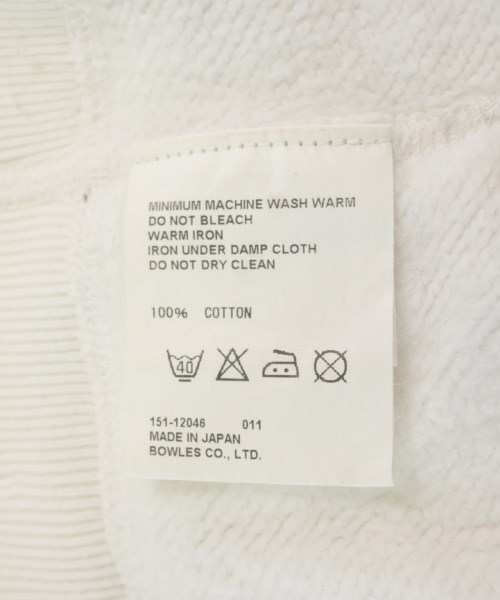 MINIMUM MACHINE WASH WARM
DO NOT BLEACH
WARM IRON
IRON UNDER DAMP CLOTH
DO NOT DRY CLEAN
100% COTTON
40
151-12046 011
MADE IN JAPAN
BOWLES CO., LTD.